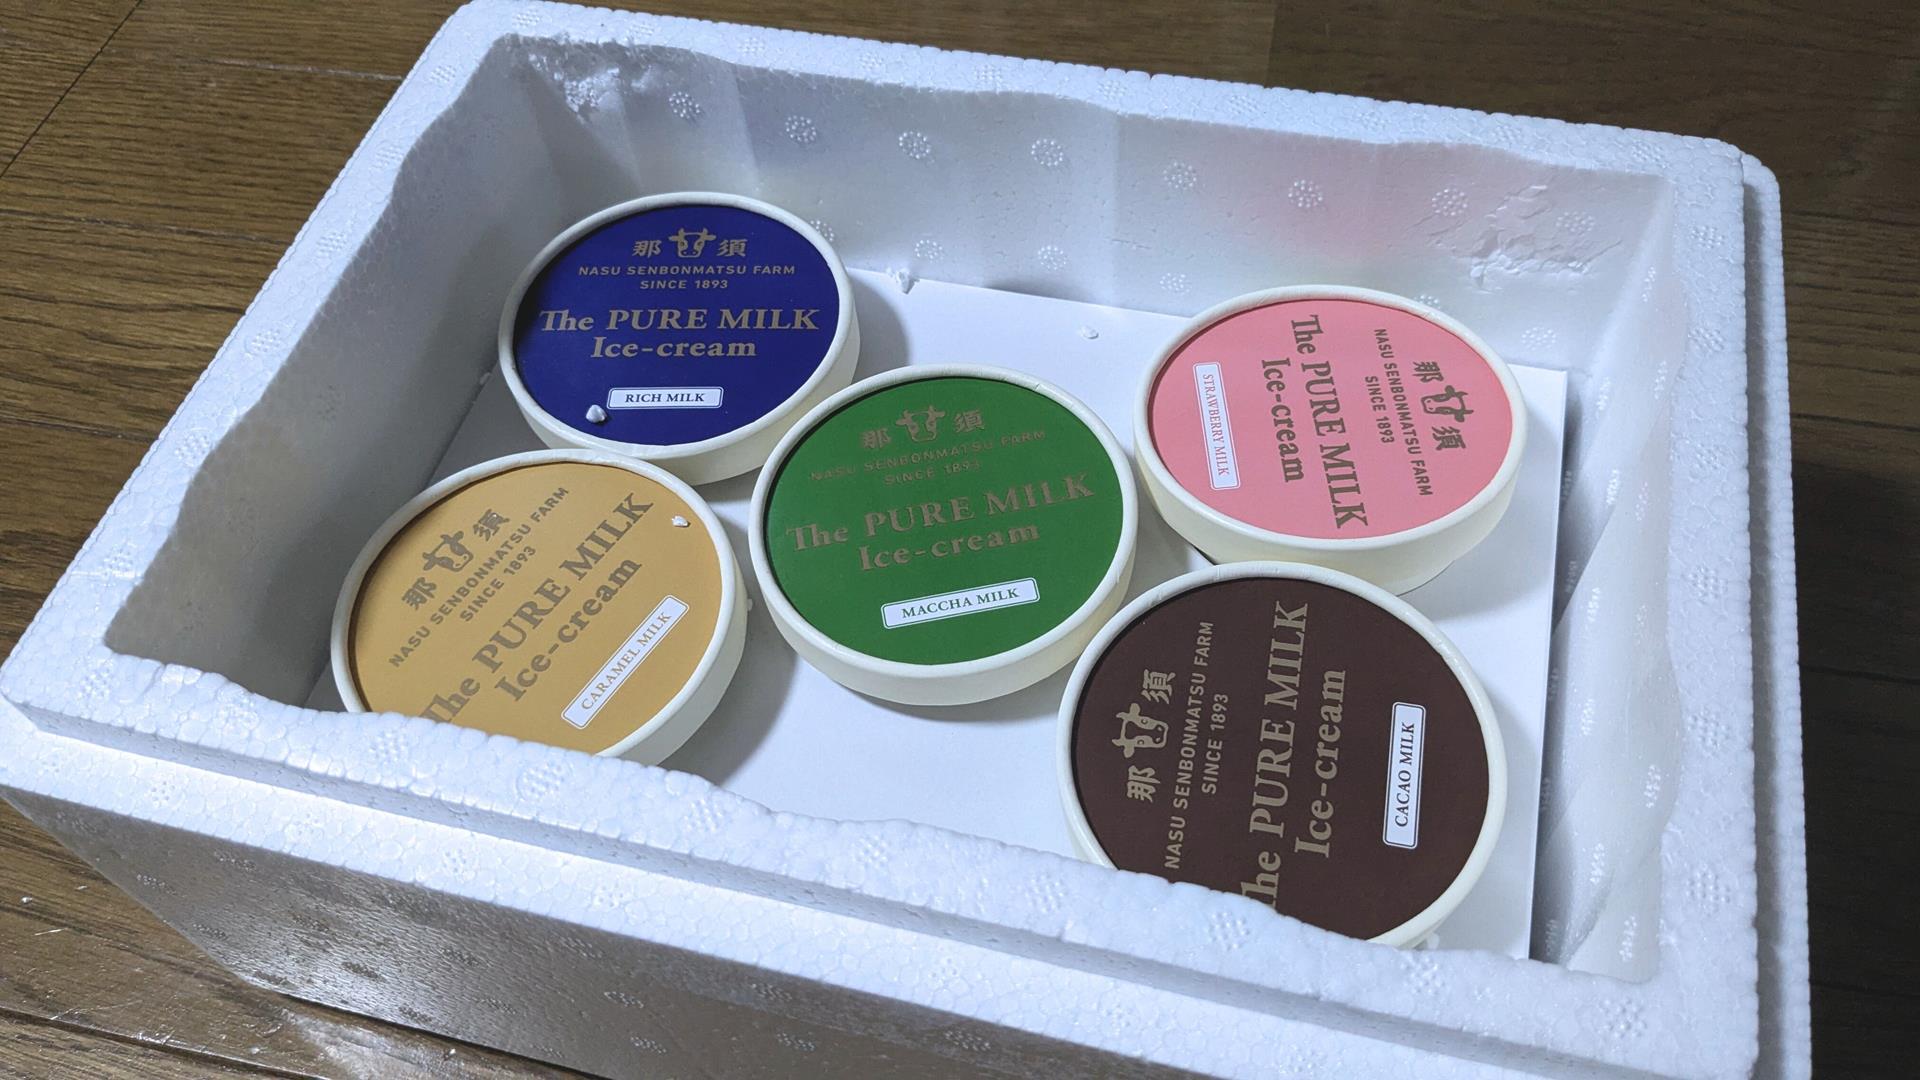 那須
NASU SENBONMATSU FARM
SINCE 1893
The PURE MILK
Ice-cream
RICH MILK
那須
NASU SENBONMATSU FARM
SINCE 1893
The PURE MILK
Ice-cream
STRAWBERRY MILK
那須
NASU SENBONMATSU FARM
SINCE 1893
The PURE MILK
Ice-cream
MACCHA MILK
那須
NASU SENBONMATSU FARM
SINCE 1893
The PURE MILK
Ice-cream
CARAMEL MILK
那須
NASU SENBONMATSU FARM
SINCE 1893
The PURE MILK
Ice-cream
CACAO MILK